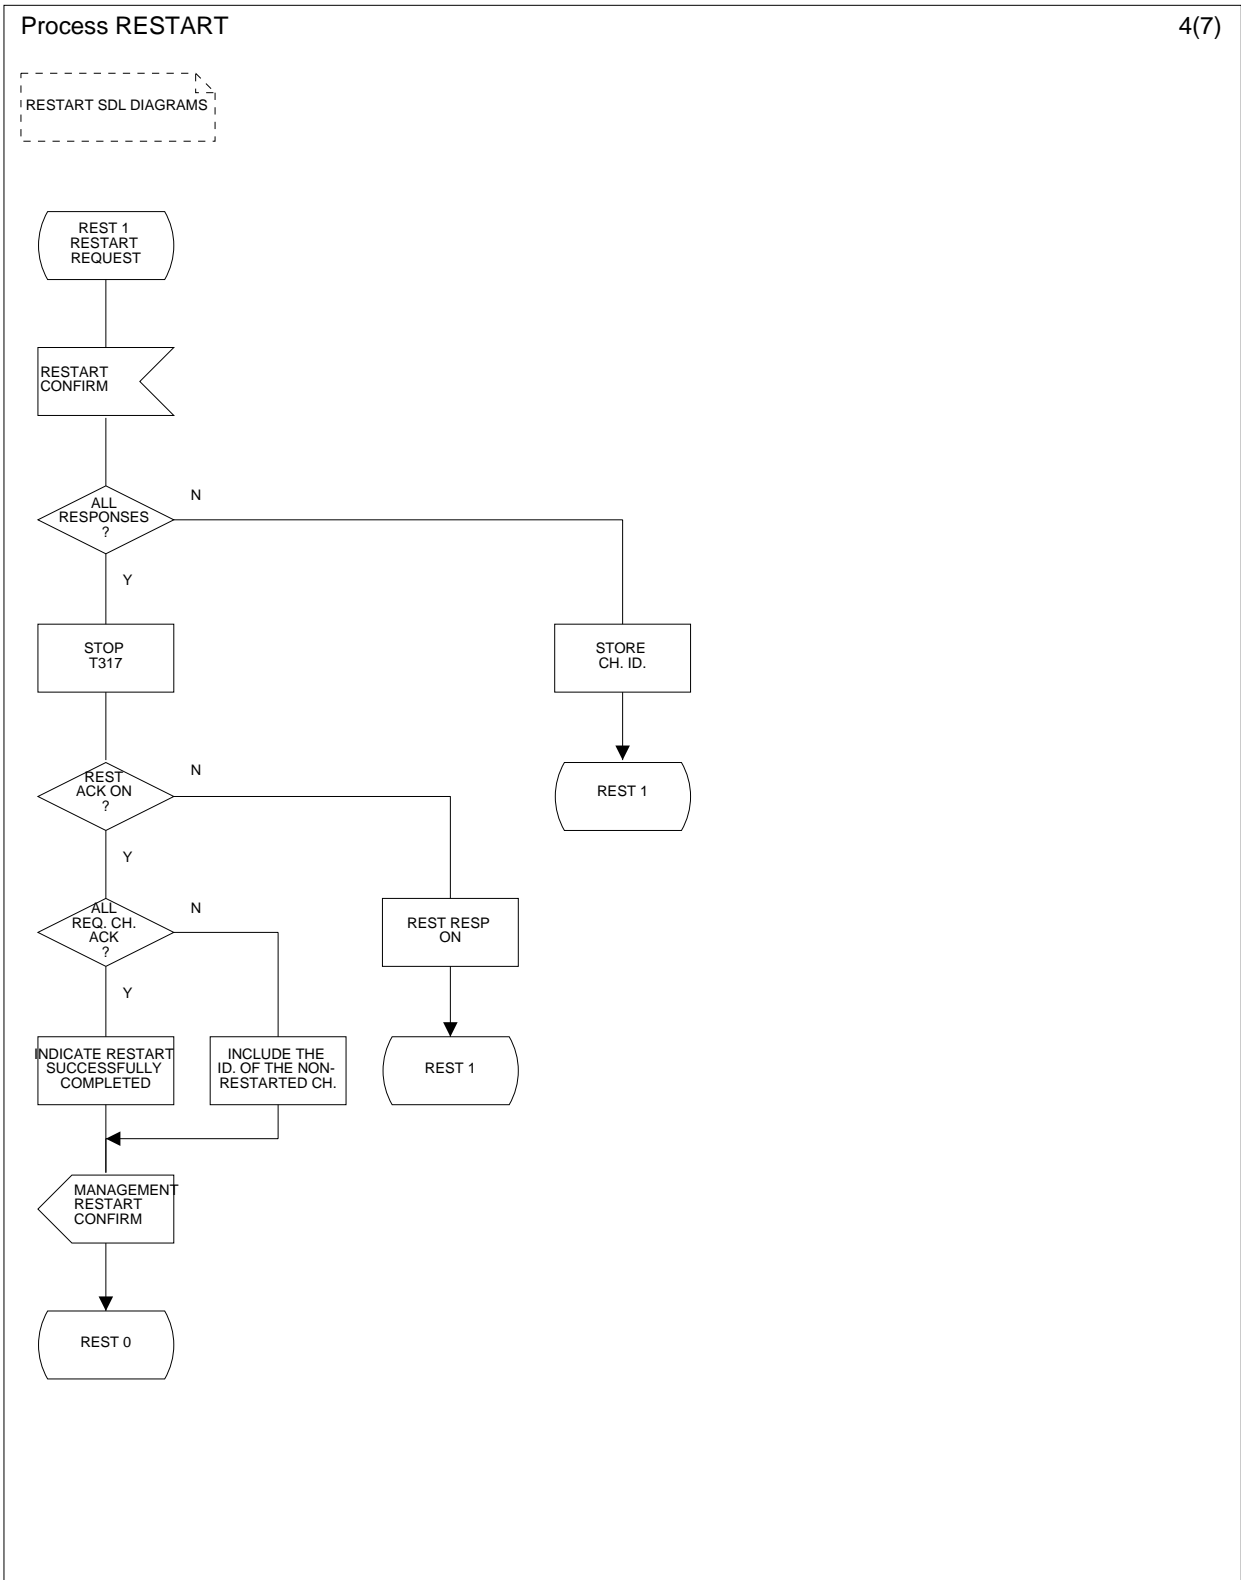 Process RESTART
4(7)
RESTART SDL DIAGRAMS
REST 1
RESTART
REQUEST
RESTART
CONFIRM
ALL
RESPONSES
?
N
Y
STOP
T317
STORE
CH. ID.
REST
ACK ON
?
N
REST 1
Y
ALL
REQ. CH.
ACK
?
N
REST RESP
ON
Y
INDICATE RESTART
SUCCESSFULLY
COMPLETED
INCLUDE THE
ID. OF THE NON-
RESTARTED CH.
REST 1
MANAGEMENT
RESTART
CONFIRM
REST 0